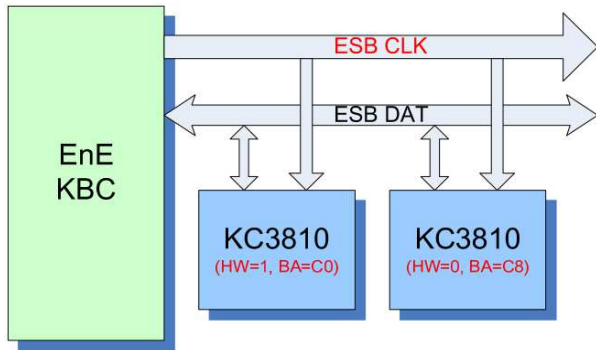 ESB CLK
ESB DAT
EnE
KBC
KC3810
(HW=1, BA=C0)
KC3810
(HW=0, BA=C8)